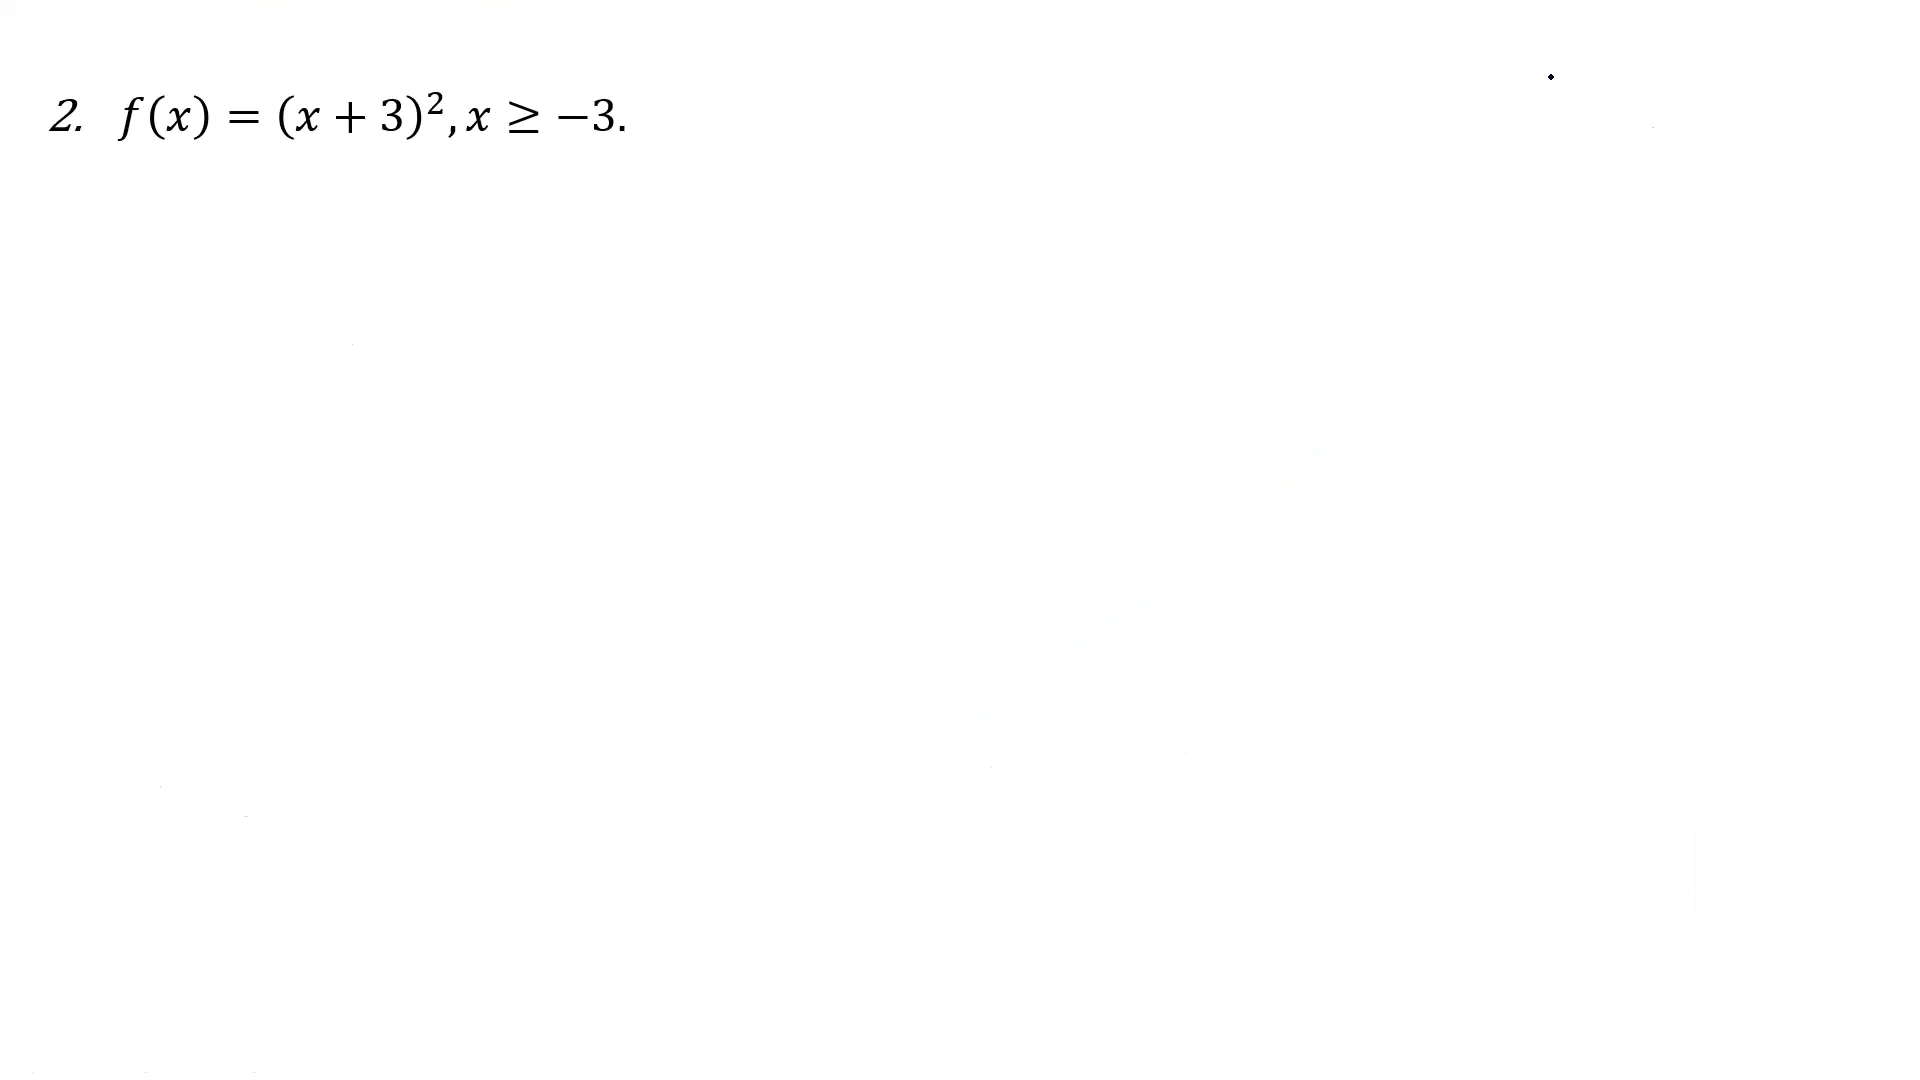 2. f(x) = (x + 3)², x ≥ −3.